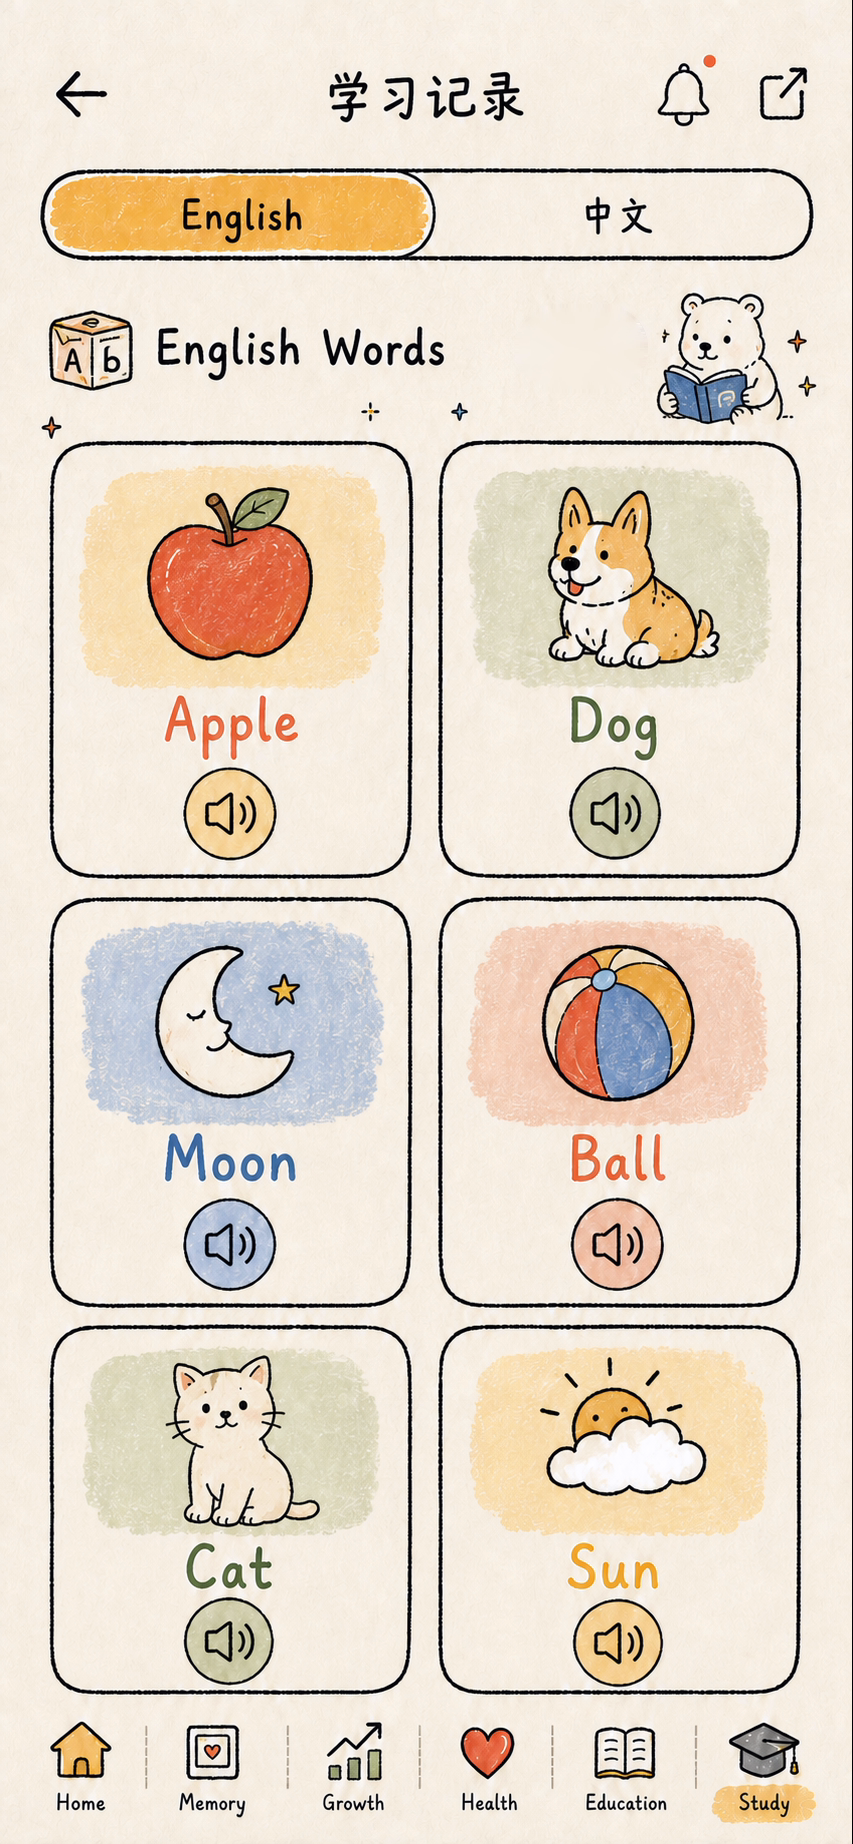 学习记录
English 中文
A b
English Words
Apple Dog
Moon Ball
Cat Sun
Home Memory Growth Health Education Study